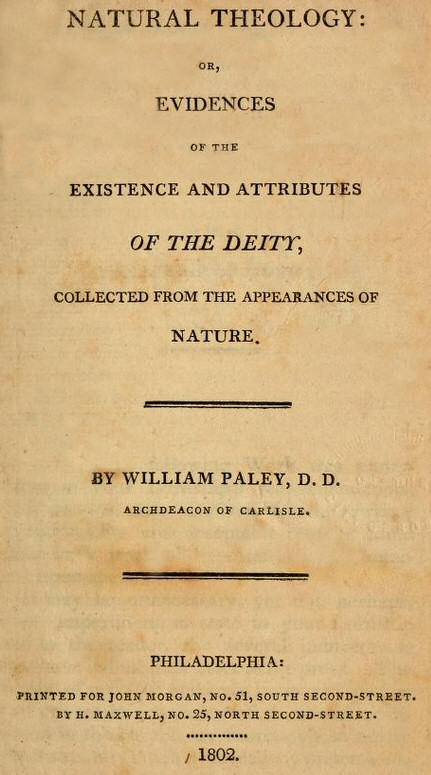 NATURAL THEOLOGY:
OR,
EVIDENCES
OF THE
EXISTENCE AND ATTRIBUTES
OF THE DEITY,
COLLECTED FROM THE APPEARANCES OF
NATURE.
BY WILLIAM PALEY, D. D.
ARCHDEACON OF CARLISLE.
PHILADELPHIA:
PRINTED FOR JOHN MORGAN, NO. 51, SOUTH SECOND-STREET.
BY H. MAXWELL, NO. 25, NORTH SECOND-STREET.
1802.